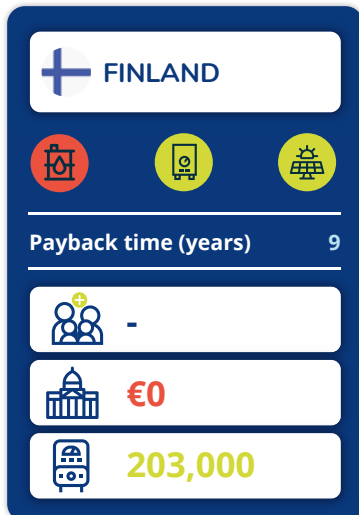 FINLAND
Payback time (years) 9
-
€0
203,000